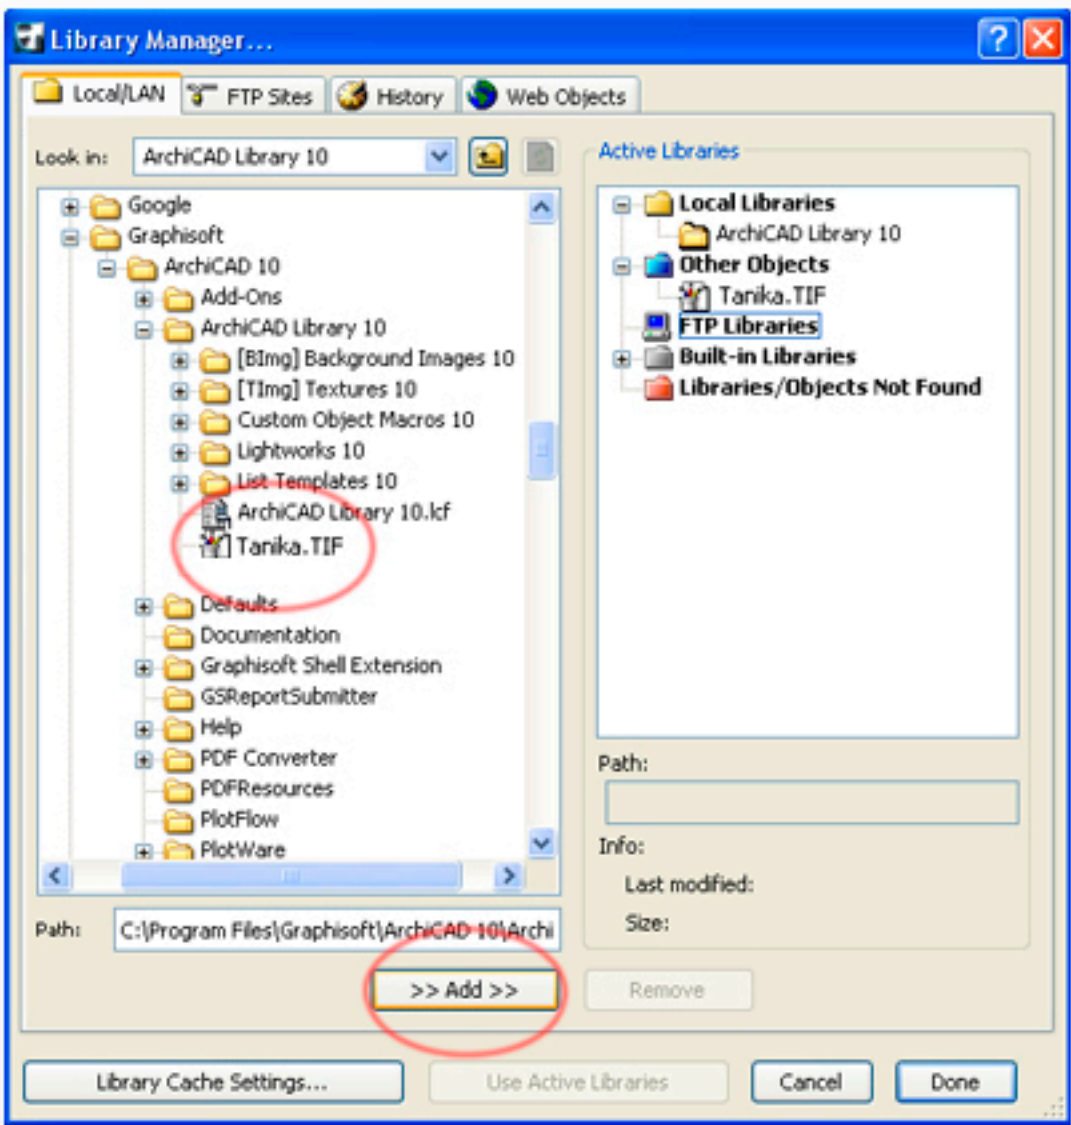 Library Manager...
Local/LAN
FTP Sites
History
Web Objects
Look in:
ArchiCAD Library 10
Google
Graphisoft
ArchiCAD 10
Add-Ons
ArchiCAD Library 10
[BImg] Background Images 10
[TImg] Textures 10
Custom Object Macros 10
Lightworks 10
List Templates 10
ArchiCAD Library 10.lcf
Tanika.TIF
Defaults
Documentation
Graphisoft Shell Extension
GSReportSubmitter
Help
PDF Converter
PDFResources
PlotFlow
PlotWare
Path:
C:\Program Files\Graphisoft\ArchiCAD 10\Archi
>> Add >>
Active Libraries
Local Libraries
ArchiCAD Library 10
Other Objects
Tanika.TIF
FTP Libraries
Built-in Libraries
Libraries/Objects Not Found
Path:
Info:
Last modified:
Size:
Remove
Library Cache Settings...
Use Active Libraries
Cancel
Done